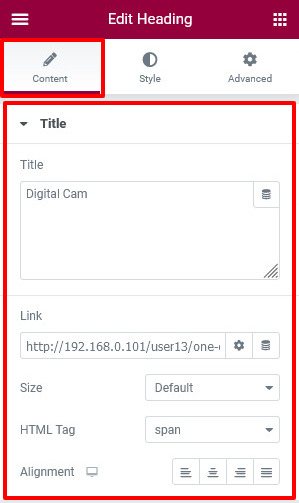 Edit Heading
Content
Style
Advanced
Title
Title
Digital Cam
Link
http://192.168.0.101/user13/one-
Size
Default
HTML Tag
span
Alignment